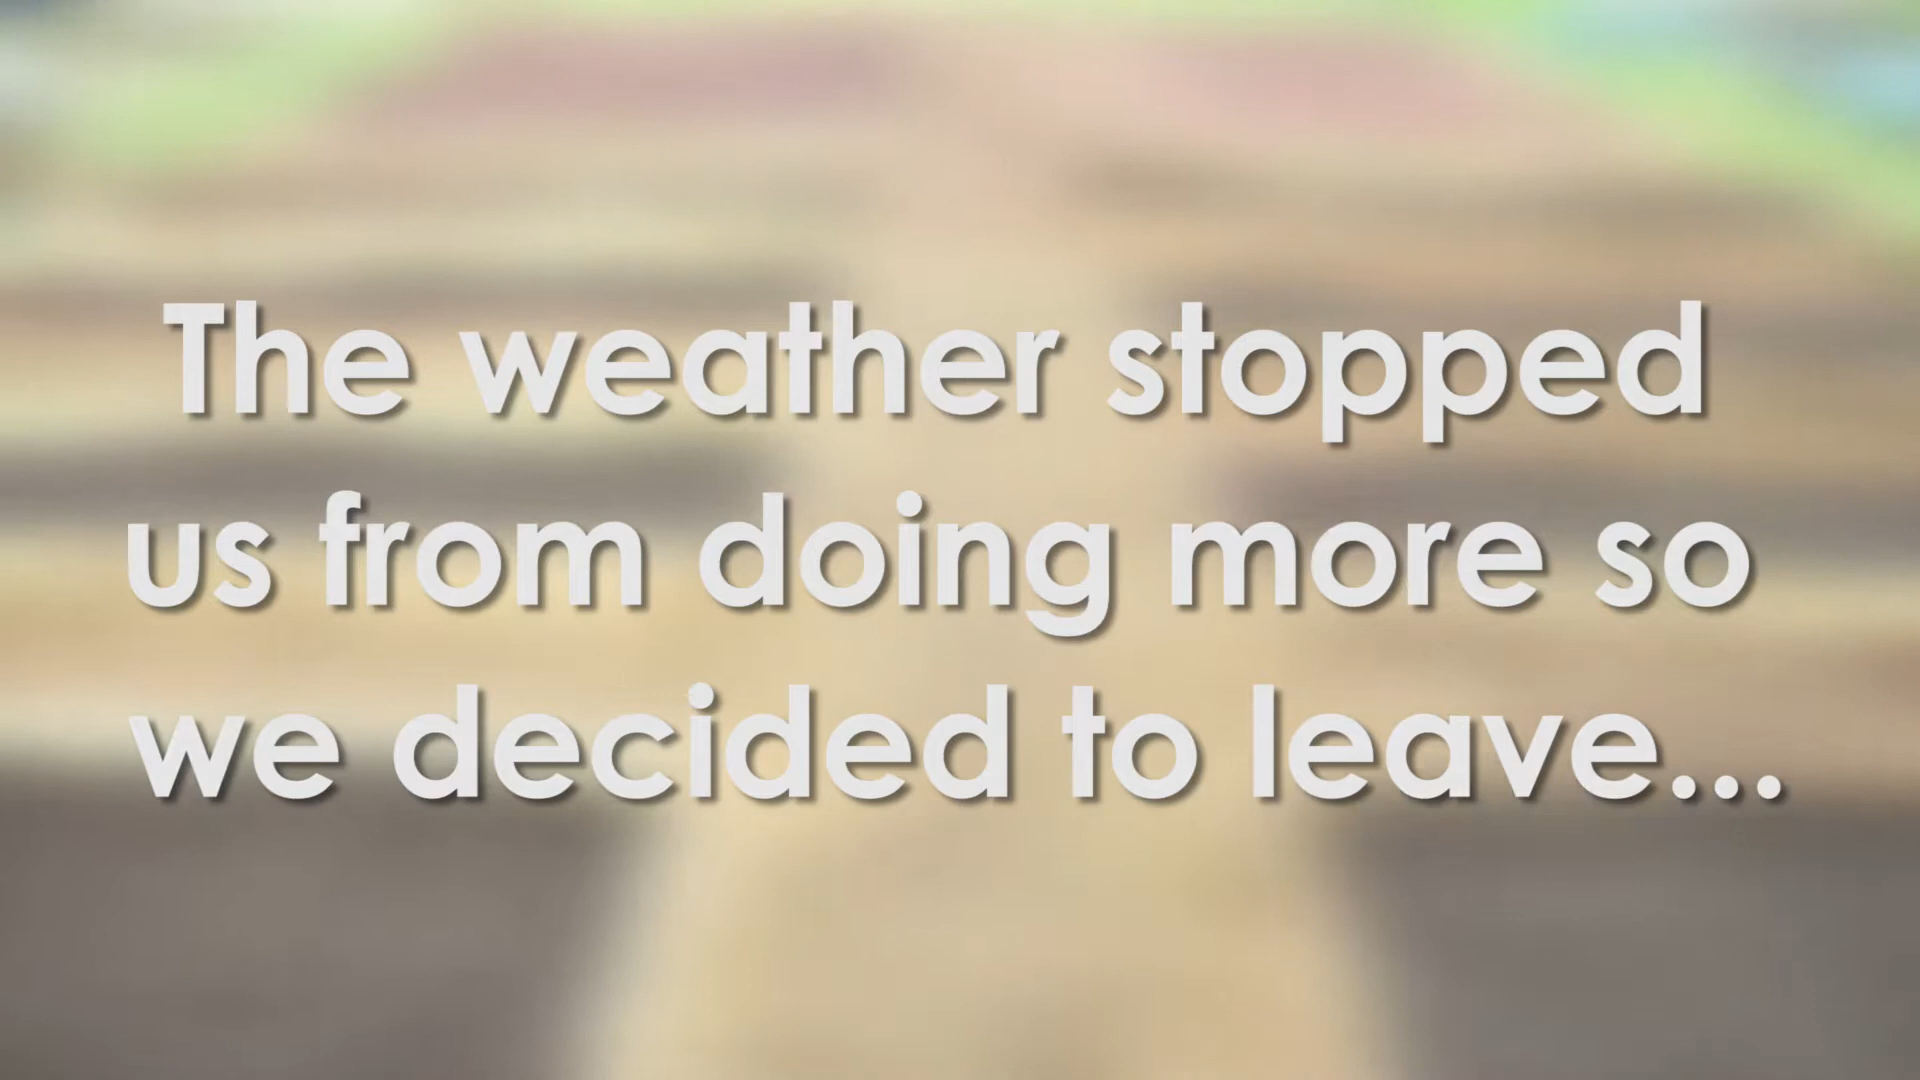 The weather stopped
us from doing more so
we decided to leave...